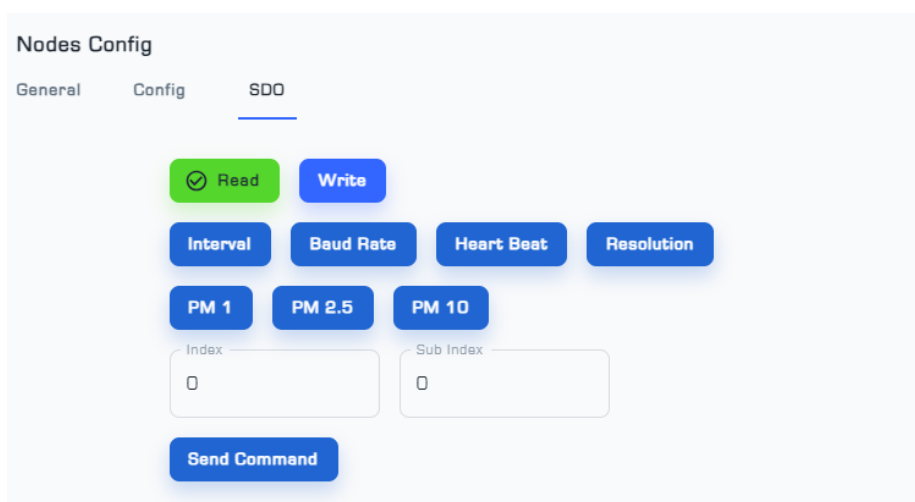 Nodes Config
General Config SDO
Read Write
Interval Baud Rate Heart Beat Resolution
PM 1 PM 2.5 PM 10
Index Sub Index
0 0
Send Command